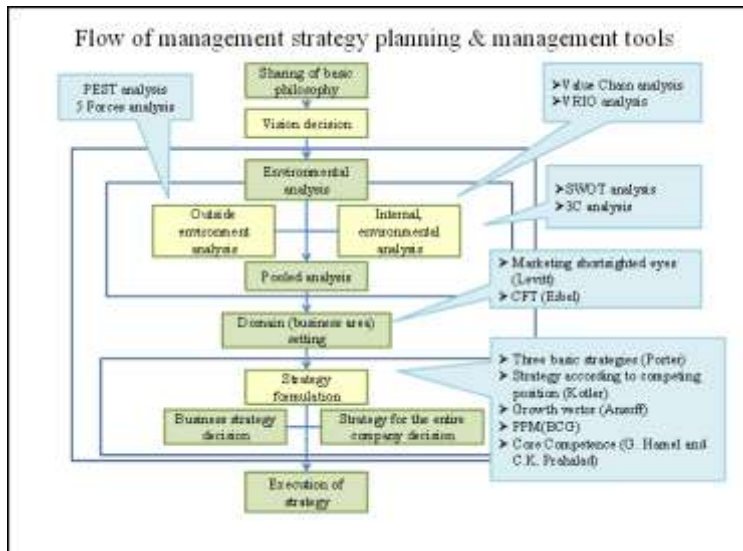 Flow of management strategy planning & management tools
Sharing of basic
philosophy
PEST analysis
5 Forces analysis
➢Value Chain analysis
➢VRIO analysis
Vision decision
Environmental
analysis
➢SWOT analysis
➢3C analysis
Outside
environment
analysis
Internal,
environmental
analysis
Pooled analysis
➢ Marketing shortsighted eyes
(Levitt)
➢ CFT (Ebel)
Domain (business area)
setting
Strategy
formulation
Business strategy
decision
Strategy for the entire
company decision
➢ Three basic strategies (Porter)
➢ Strategy according to competing
position (Kotler)
➢ Growth vector (Ansoff)
➢ PPM(BCG)
➢ Core Competence (G. Hamel and
C.K. Prahalad)
Execution of
strategy